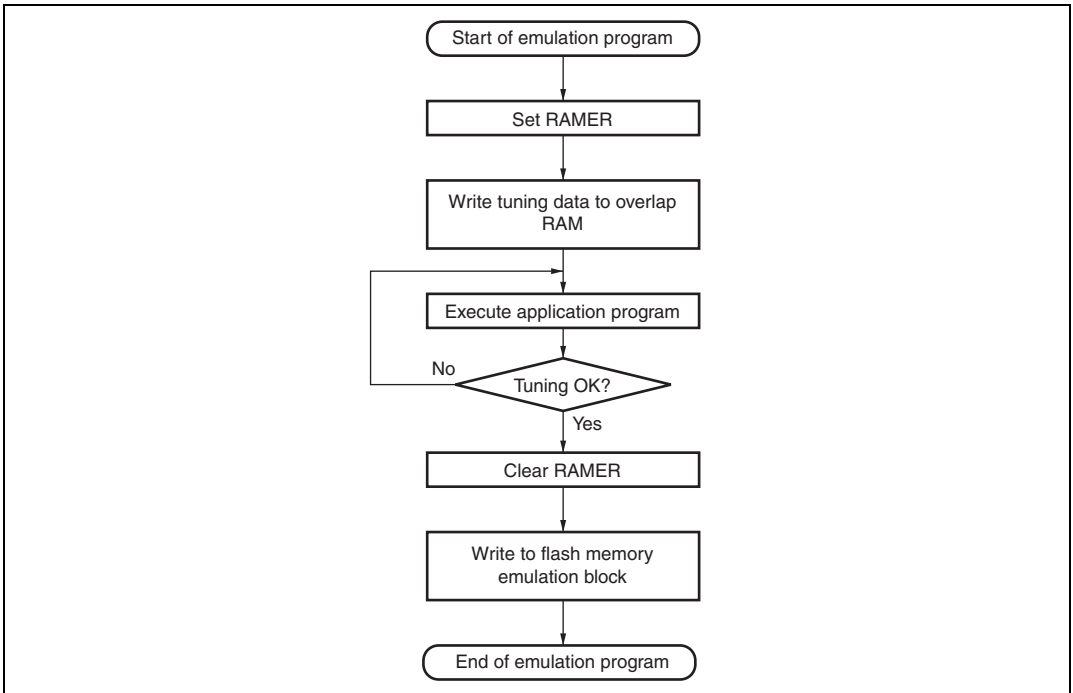 Start of emulation program
Set RAMER
Write tuning data to overlap
RAM
Execute application program
No
Tuning OK?
Yes
Clear RAMER
Write to flash memory
emulation block
End of emulation program